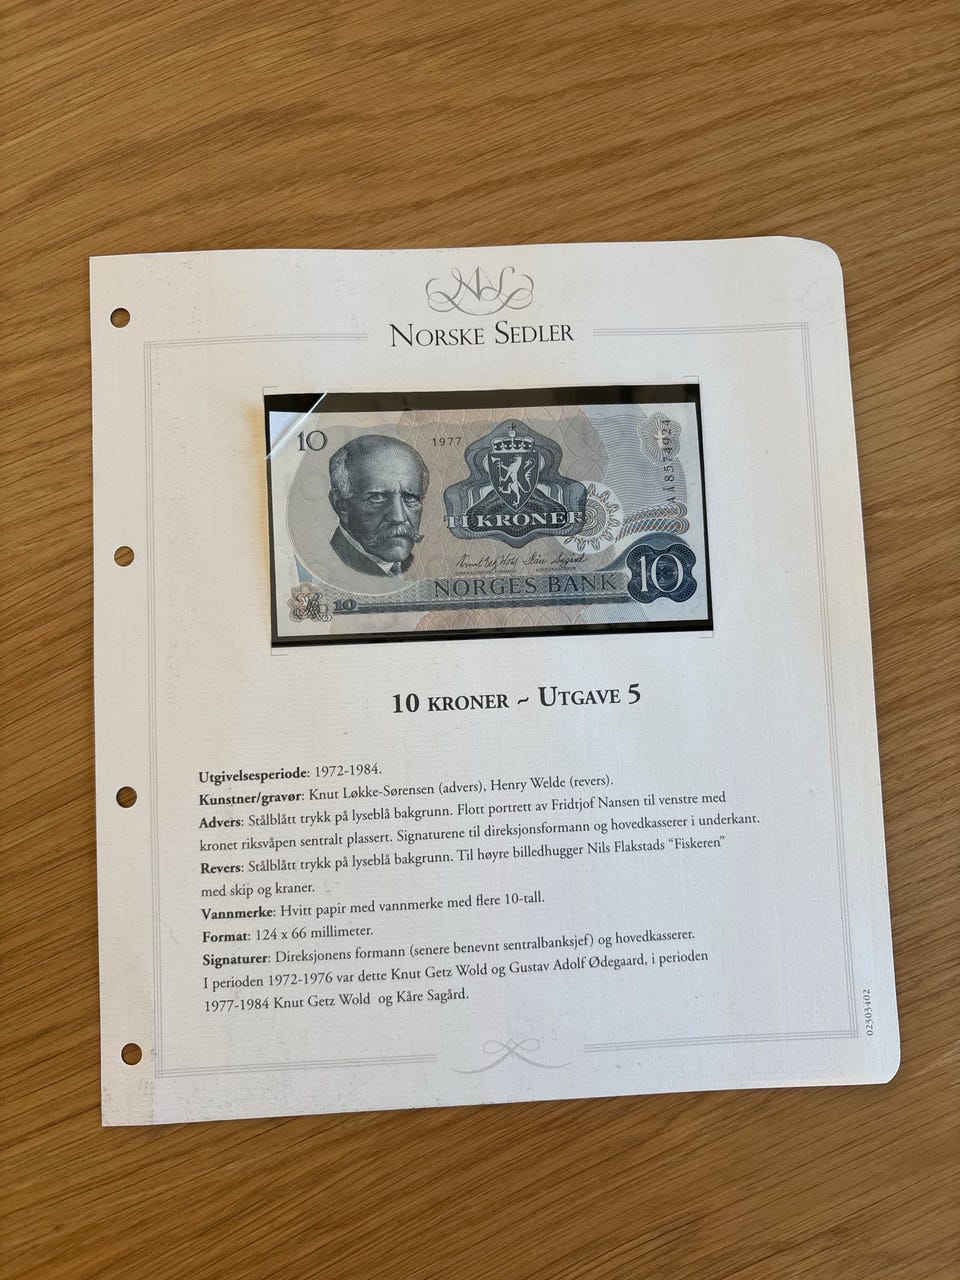 NORSKE SEDLER
10
1977
TI KRONER
NORGES BANK
10
10
10 KRONER ~ UTGAVE 5
Utgivelsesperiode: 1972-1984.
Kunstner/gravør: Knut Løkke-Sørensen (advers), Henry Welde (revers).
Advers: Stålblått trykk på lyseblå bakgrunn. Flott portrett av Fridtjof Nansen til venstre med
kronet riksvåpen sentralt plassert. Signaturene til direksjonsformann og hovedkasserer i underkant.
Revers: Stålblått trykk på lyseblå bakgrunn. Til høyre billedhugger Nils Flakstads “Fiskeren”
med skip og kraner.
Vannmerke: Hvitt papir med vannmerke med flere 10-tall.
Format: 124 x 66 millimeter.
Signaturer: Direksjonens formann (senere benevnt sentralbanksjef) og hovedkasserer.
I perioden 1972-1976 var dette Knut Getz Wold og Gustav Adolf Ødegaard, i perioden
1977-1984 Knut Getz Wold og Kåre Sagård.
02303402